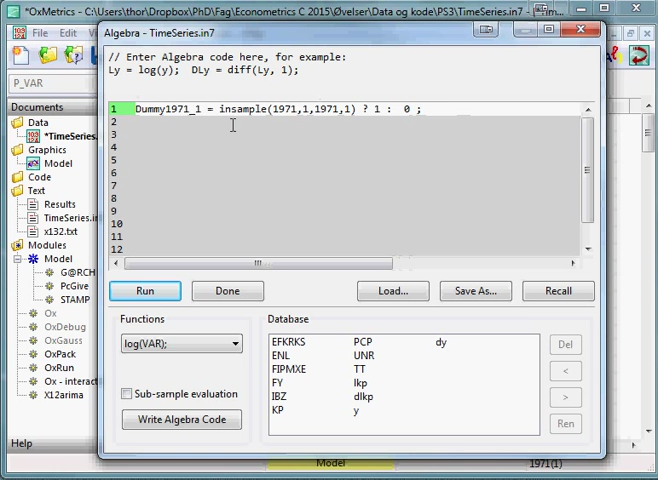 *OxMetrics - C:\Users\thor\Dropbox\PhD\Fag\Econometrics C 2015\Øvelser\Data og kode\PS3\TimeSeries.in7
File Edit
Algebra - TimeSeries.in7
// Enter Algebra code here, for example:
Ly = log(y); DLy = diff(Ly, 1);
P_VAR
Documents
Data
*TimeSeries.
Graphics
Model
Code
Text
Results
TimeSeries.in
x132.txt
Modules
Model
G@RCH
PcGive
STAMP
Ox
OxDebug
OxGauss
OxPack
OxRun
Ox - interact
X12arima
Help
1 Dummy1971_1 = insample(1971,1,1971,1) ? 1 : 0 ;
2
3
4
5
6
7
8
9
10
11
12
Run Done Load... Save As... Recall
Functions
log(VAR);
Sub-sample evaluation
Write Algebra Code
Database
EFKRKS PCP dy
ENL UNR
FIPMXE TT
FY lkp
IBZ dlkp
KP y
Del
<
>
Ren
Model 1971(1)